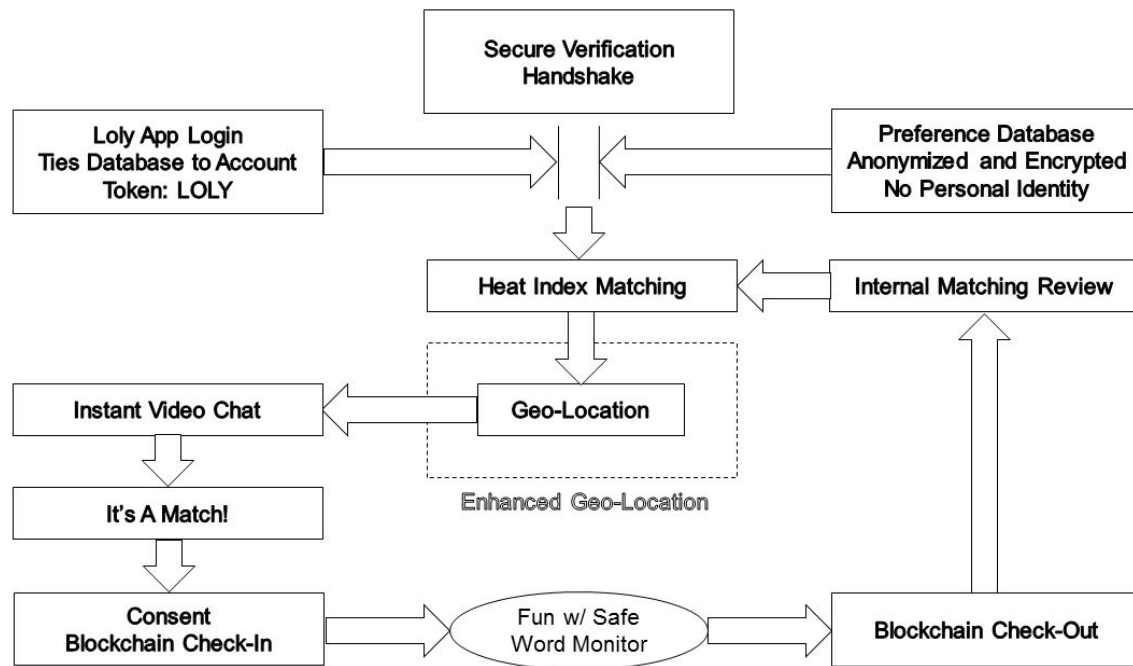 Secure Verification
Handshake
Loly App Login
Ties Database to Account
Token: LOLY
Preference Database
Anonymized and Encrypted
No Personal Identity
Heat Index Matching
Internal Matching Review
Instant Video Chat
Geo-Location
Enhanced Geo-Location
It's A Match!
Consent
Blockchain Check-In
Fun w/ Safe
Word Monitor
Blockchain Check-Out